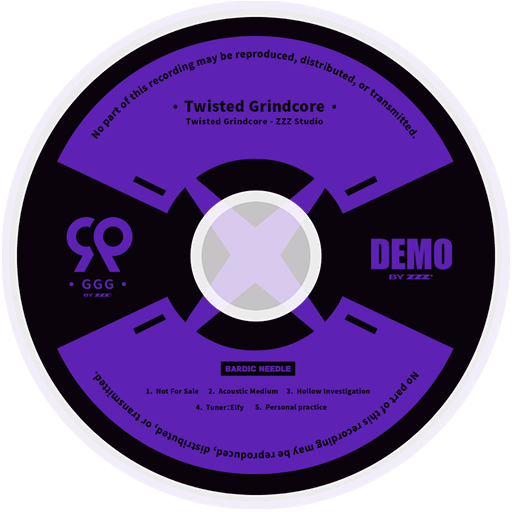 No part of this recording may be reproduced, distributed, or transmitted.
• Twisted Grindcore •
Twisted Grindcore - ZZZ Studio
• GGG •
BY ZZZ
DEMO
BY ZZZ
BARDIC NEEDLE
1. Not For Sale 2. Acoustic Medium 3. Hollow Investigation
4. Tuner:Elfy 5. Personal practice
No part of this recording may be reproduced, distributed, or transmitted.